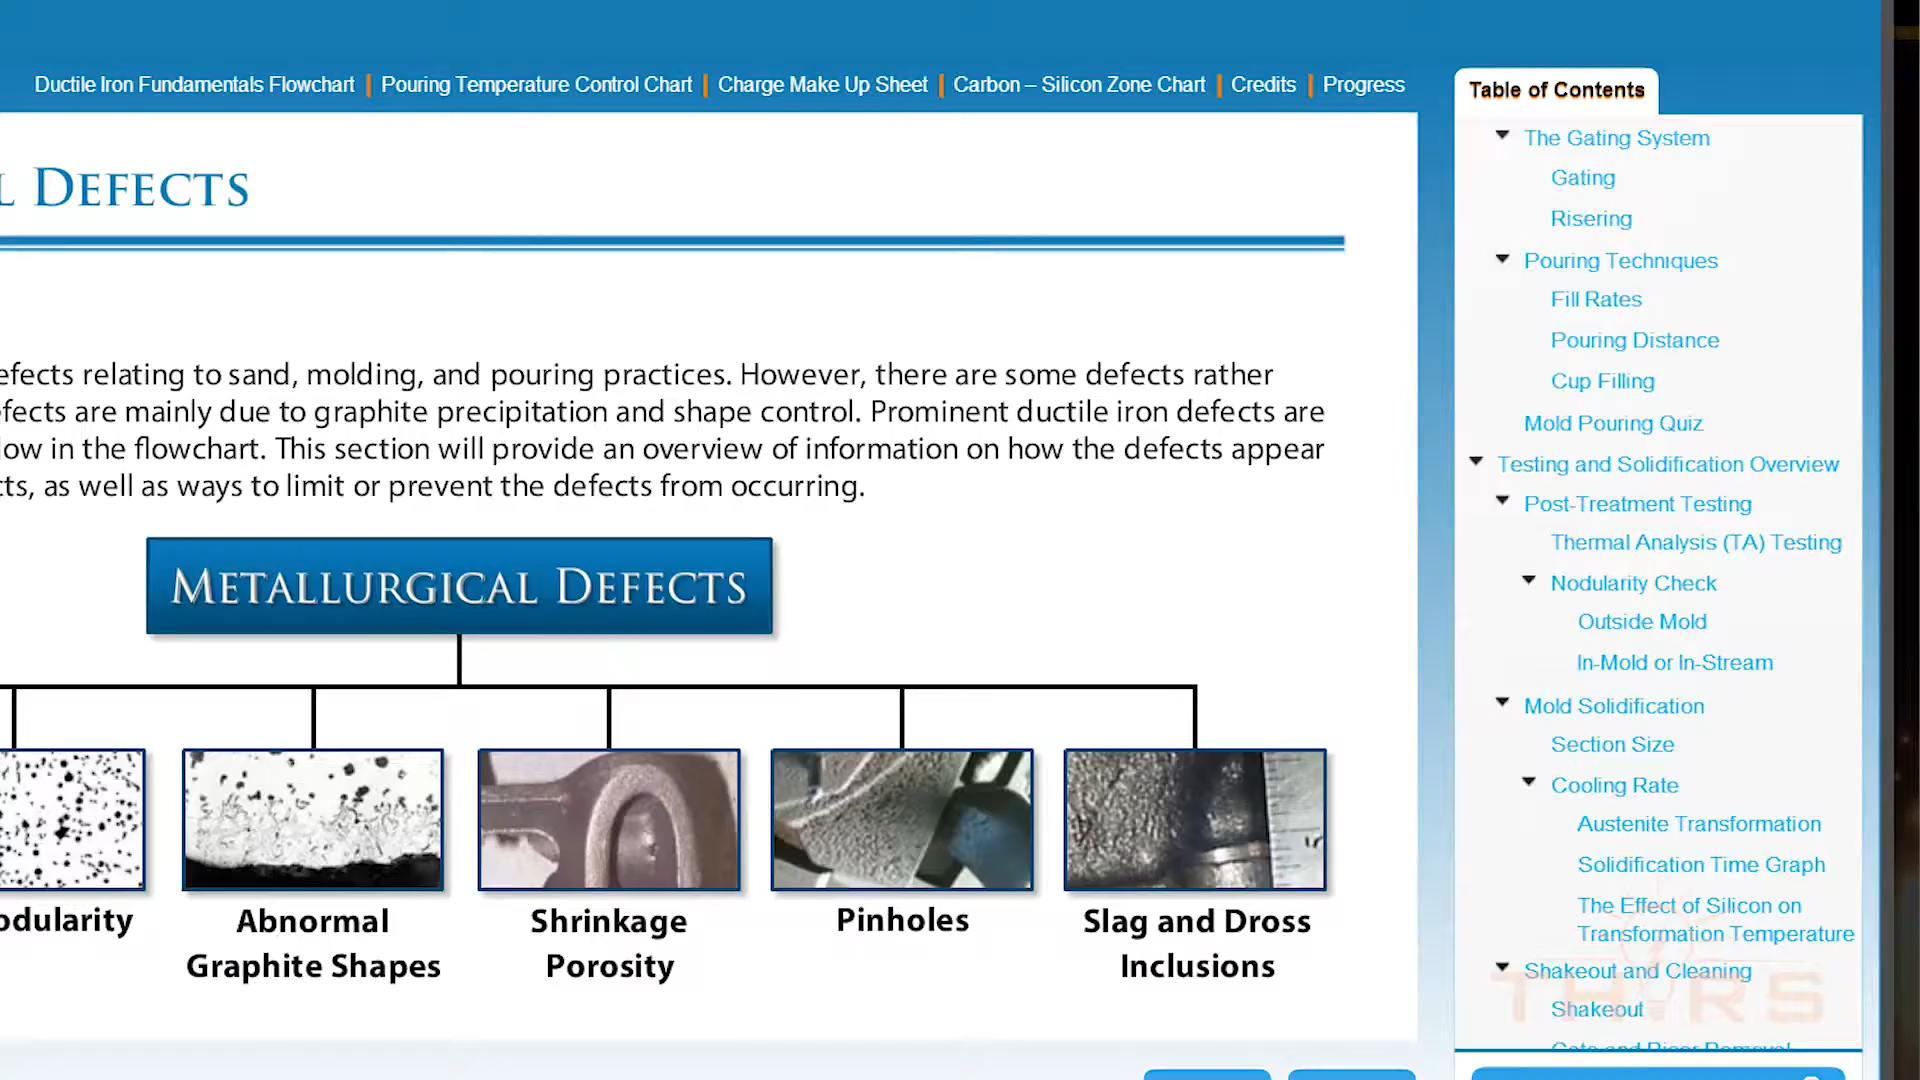 Ductile Iron Fundamentals Flowchart | Pouring Temperature Control Chart | Charge Make Up Sheet | Carbon – Silicon Zone Chart | Credits | Progress
DEFECTS
defects relating to sand, molding, and pouring practices. However, there are some defects rather
defects are mainly due to graphite precipitation and shape control. Prominent ductile iron defects are
in the flowchart. This section will provide an overview of information on how the defects appear
as well as ways to limit or prevent the defects from occurring.
METALLURGICAL DEFECTS
Abnormal
Graphite Shapes
Shrinkage
Porosity
Pinholes
Slag and Dross
Inclusions
Table of Contents
The Gating System
Gating
Risering
Pouring Techniques
Fill Rates
Pouring Distance
Cup Filling
Mold Pouring Quiz
Testing and Solidification Overview
Post-Treatment Testing
Thermal Analysis (TA) Testing
Nodularity Check
Outside Mold
In-Mold or In-Stream
Mold Solidification
Section Size
Cooling Rate
Austenite Transformation
Solidification Time Graph
The Effect of Silicon on
Transformation Temperature
Shakeout and Cleaning
Shakeout